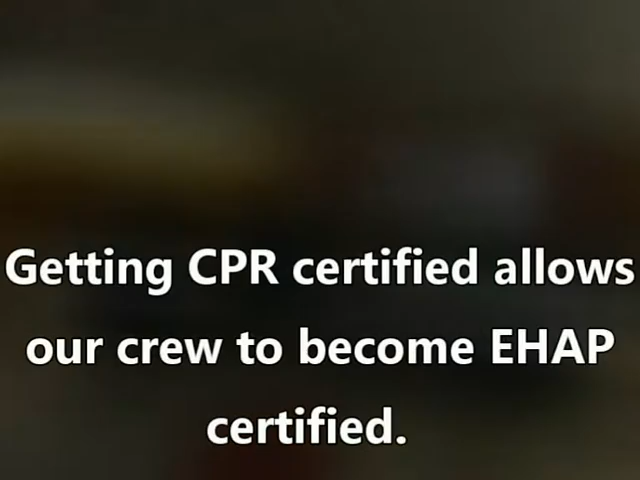 Getting CPR certified allows
our crew to become EHAP
certified.